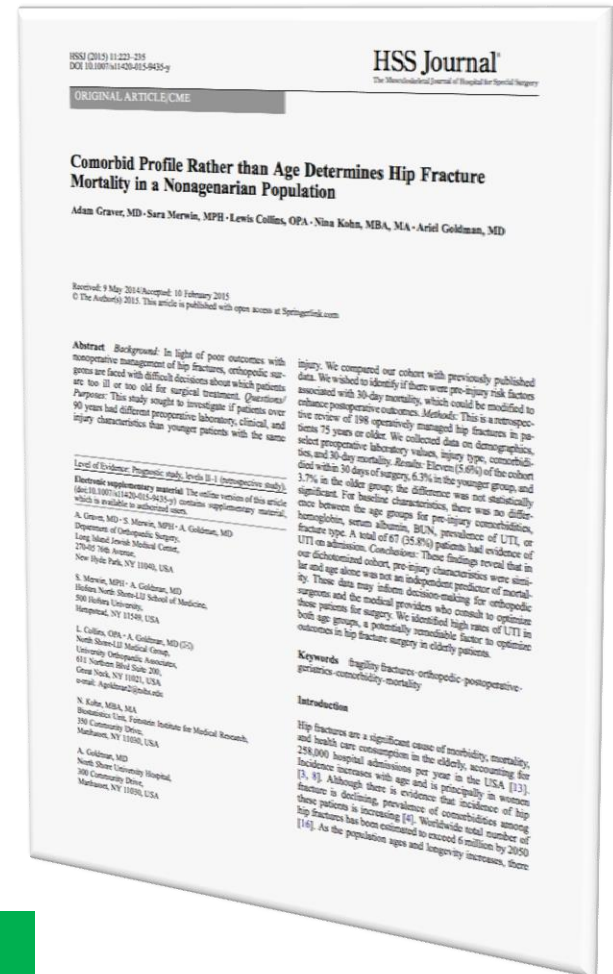 HSSJ (2015) 11:223–235
DOI 10.1007/s11420-015-9435-y
HSS Journal®
The Musculoskeletal Journal of Hospital for Special Surgery
ORIGINAL ARTICLE/CME
Comorbid Profile Rather than Age Determines Hip Fracture
Mortality in a Nonagenarian Population
Adam Graver, MD · Sara Merwin, MPH · Lewis Collins, OPA · Nina Kohn, MBA, MA · Ariel Goldman, MD
Received: 9 May 2014/Accepted: 10 February 2015
© The Author(s) 2015. This article is published with open access at Springerlink.com
Abstract Background: In light of poor outcomes with
nonoperative management of hip fractures, orthopedic sur-
geons are faced with difficult decisions about which patients
are too ill or too old for surgical treatment. Questions/
Purposes: This study sought to investigate if patients over
90 years had different preoperative laboratory, clinical, and
injury characteristics than younger patients with the same
Level of Evidence: Prognostic study, levels II-1 (retrospective study).
Electronic supplementary material The online version of this article
(doi:10.1007/s11420-015-9435-y) contains supplementary material,
which is available to authorized users.
A. Graver, MD · S. Merwin, MPH · A. Goldman, MD
Department of Orthopaedic Surgery,
Long Island Jewish Medical Center,
270-05 76th Avenue,
New Hyde Park, NY 11040, USA
S. Merwin, MPH · A. Goldman, MD
Hofstra North Shore-LIJ School of Medicine,
500 Hofstra University,
Hempstead, NY 11549, USA
L. Collins, OPA · A. Goldman, MD
North Shore-LIJ Medical Group,
University Orthopaedic Associates,
611 Northern Blvd Suite 200,
Great Neck, NY 11021, USA
N. Kohn, MBA, MA
Biostatistics Unit, Feinstein Institute for Medical Research,
350 Community Drive,
Manhasset, NY 11030, USA
A. Goldman, MD
North Shore University Hospital,
300 Community Drive,
Manhasset, NY 11030, USA
injury. We compared our cohort with previously published
data. We wished to identify if there were pre-injury risk factors
associated with 30-day mortality, which could be modified to
enhance postoperative outcomes. Methods: This is a retrospec-
tive review of 198 operatively managed hip fractures in pa-
tients 75 years or older. We collected data on demographics,
select preoperative laboratory values, injury type, comorbidi-
ties, and 30-day mortality. Results: Eleven (5.6%) of the cohort
died within 30 days of surgery, 6.3% in the younger group, and
3.7% in the older group; the difference was not statistically
significant. For baseline characteristics, there was no differ-
ence between the age groups for pre-injury comorbidities,
hemoglobin, serum albumin, BUN, prevalence of UTI, or
fracture type. A total of 67 (35.8%) patients had evidence of
UTI on admission. Conclusions: These findings reveal that in
our dichotomized cohort, pre-injury characteristics were simi-
lar and age alone was not an independent predictor of mortal-
ity. These data may inform decision-making for orthopedic
surgeons and the medical providers who consult to optimize
those patients for surgery. We identified high rates of UTI in
both age groups, a potentially remediable factor to optimize
outcomes in hip fracture surgery in elderly patients.
Keywords fragility fractures · orthopedic · postoperative ·
geriatrics · comorbidity · mortality
Introduction
Hip fractures are a significant cause of morbidity, mortality,
and health care consumption in the elderly, accounting for
258,000 hospital admissions per year in the USA [13].
Incidence increases with age and is principally in women
[3, 8]. Although there is evidence that incidence of hip
fracture is declining, prevalence of comorbidities among
these patients is increasing [4]. Worldwide total number of
hip fractures has been estimated to exceed 6 million by 2050
[16]. As the population ages and longevity increases, there